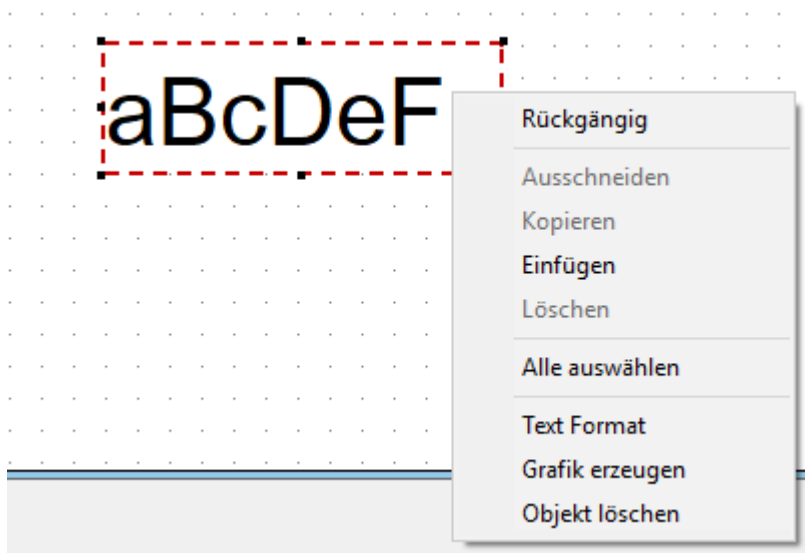 aBcDeF
Rückgängig
Ausschneiden
Kopieren
Einfügen
Löschen
Alle auswählen
Text Format
Grafik erzeugen
Objekt löschen